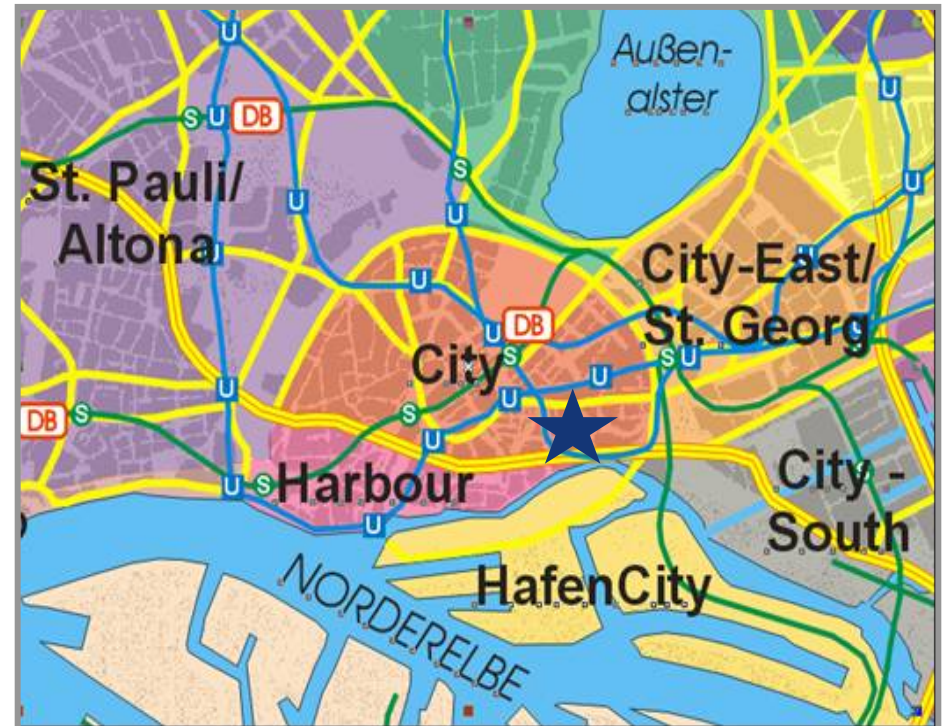 U
Außen-
alster
U
S U DB
S
St. Pauli/
Altona
U
U
U
U
U
City-East/
St. Georg
U
U
U DB
U
City S
S U
U
U
U
DB S
S
U
City -
South
S
U S Harbour
U
HafenCity
NORDERELBE